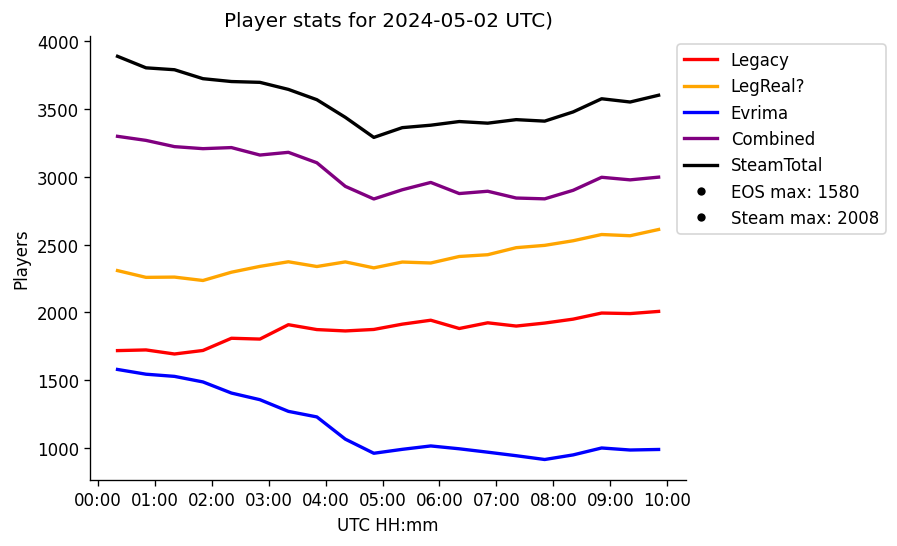 Player stats for 2024-05-02 UTC)
4000
3500
3000
2500
2000
1500
1000
Players
00:00 01:00 02:00 03:00 04:00 05:00 06:00 07:00 08:00 09:00 10:00
UTC HH:mm
Legacy
LegReal?
Evrima
Combined
SteamTotal
EOS max: 1580
Steam max: 2008